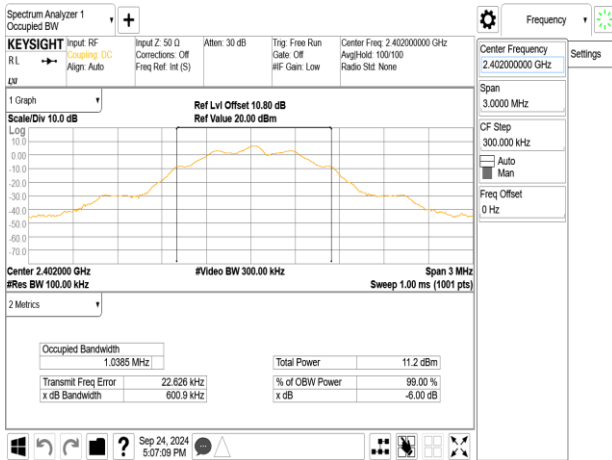 Spectrum Analyzer 1
Occupied BW
Frequency
KEYSIGHT
RL
LXI
Input: RF
Coupling: DC
Align: Auto
Input Z: 50 Ω
Corrections: Off
Freq Ref: Int (S)
Atten: 30 dB
Trig: Free Run
Gate: Off
#IF Gain: Low
Center Freq: 2.402000000 GHz
Avg|Hold: 100/100
Radio Std: None
Center Frequency
2.402000000 GHz
Settings
Span
3.0000 MHz
CF Step
300.000 kHz
Auto
Man
Freq Offset
0 Hz
1 Graph
Scale/Div 10.0 dB
Ref Lvl Offset 10.80 dB
Ref Value 20.00 dBm
Log
10.0
0.00
-10.0
-20.0
-30.0
-40.0
-50.0
-60.0
-70.0
Center 2.402000 GHz
#Video BW 300.00 kHz
Span 3 MHz
#Res BW 100.00 kHz
Sweep 1.00 ms (1001 pts)
2 Metrics
Occupied Bandwidth
1.0385 MHz
Total Power 11.2 dBm
Transmit Freq Error 22.626 kHz
% of OBW Power 99.00 %
x dB Bandwidth 600.9 kHz
x dB -6.00 dB
Sep 24, 2024
5:07:09 PM